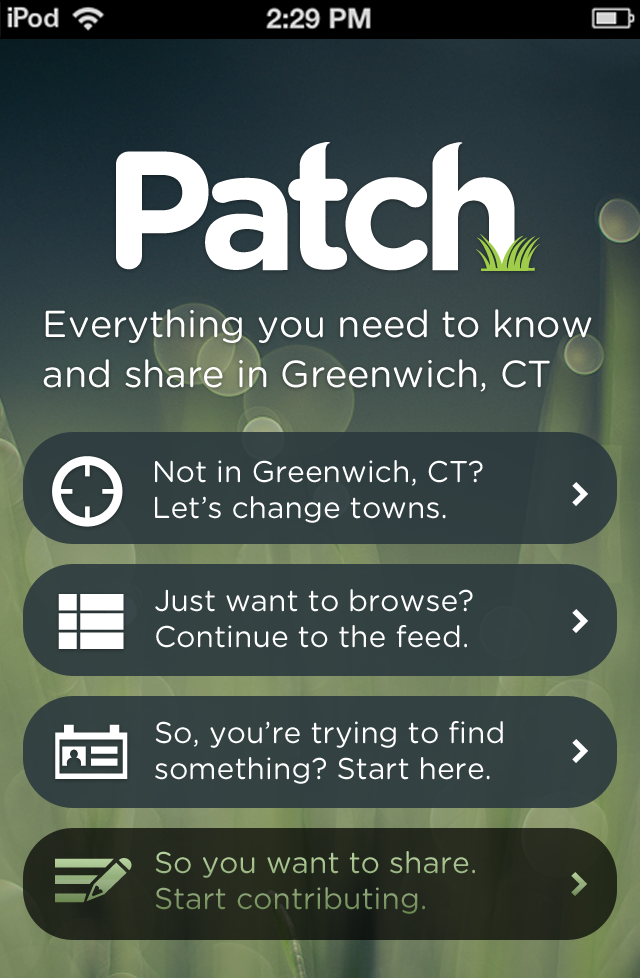 iPod 2:29 PM
Patch
Everything you need to know
and share in Greenwich, CT
Not in Greenwich, CT?
Let’s change towns.
Just want to browse?
Continue to the feed.
So, you’re trying to find
something? Start here.
So you want to share.
Start contributing.